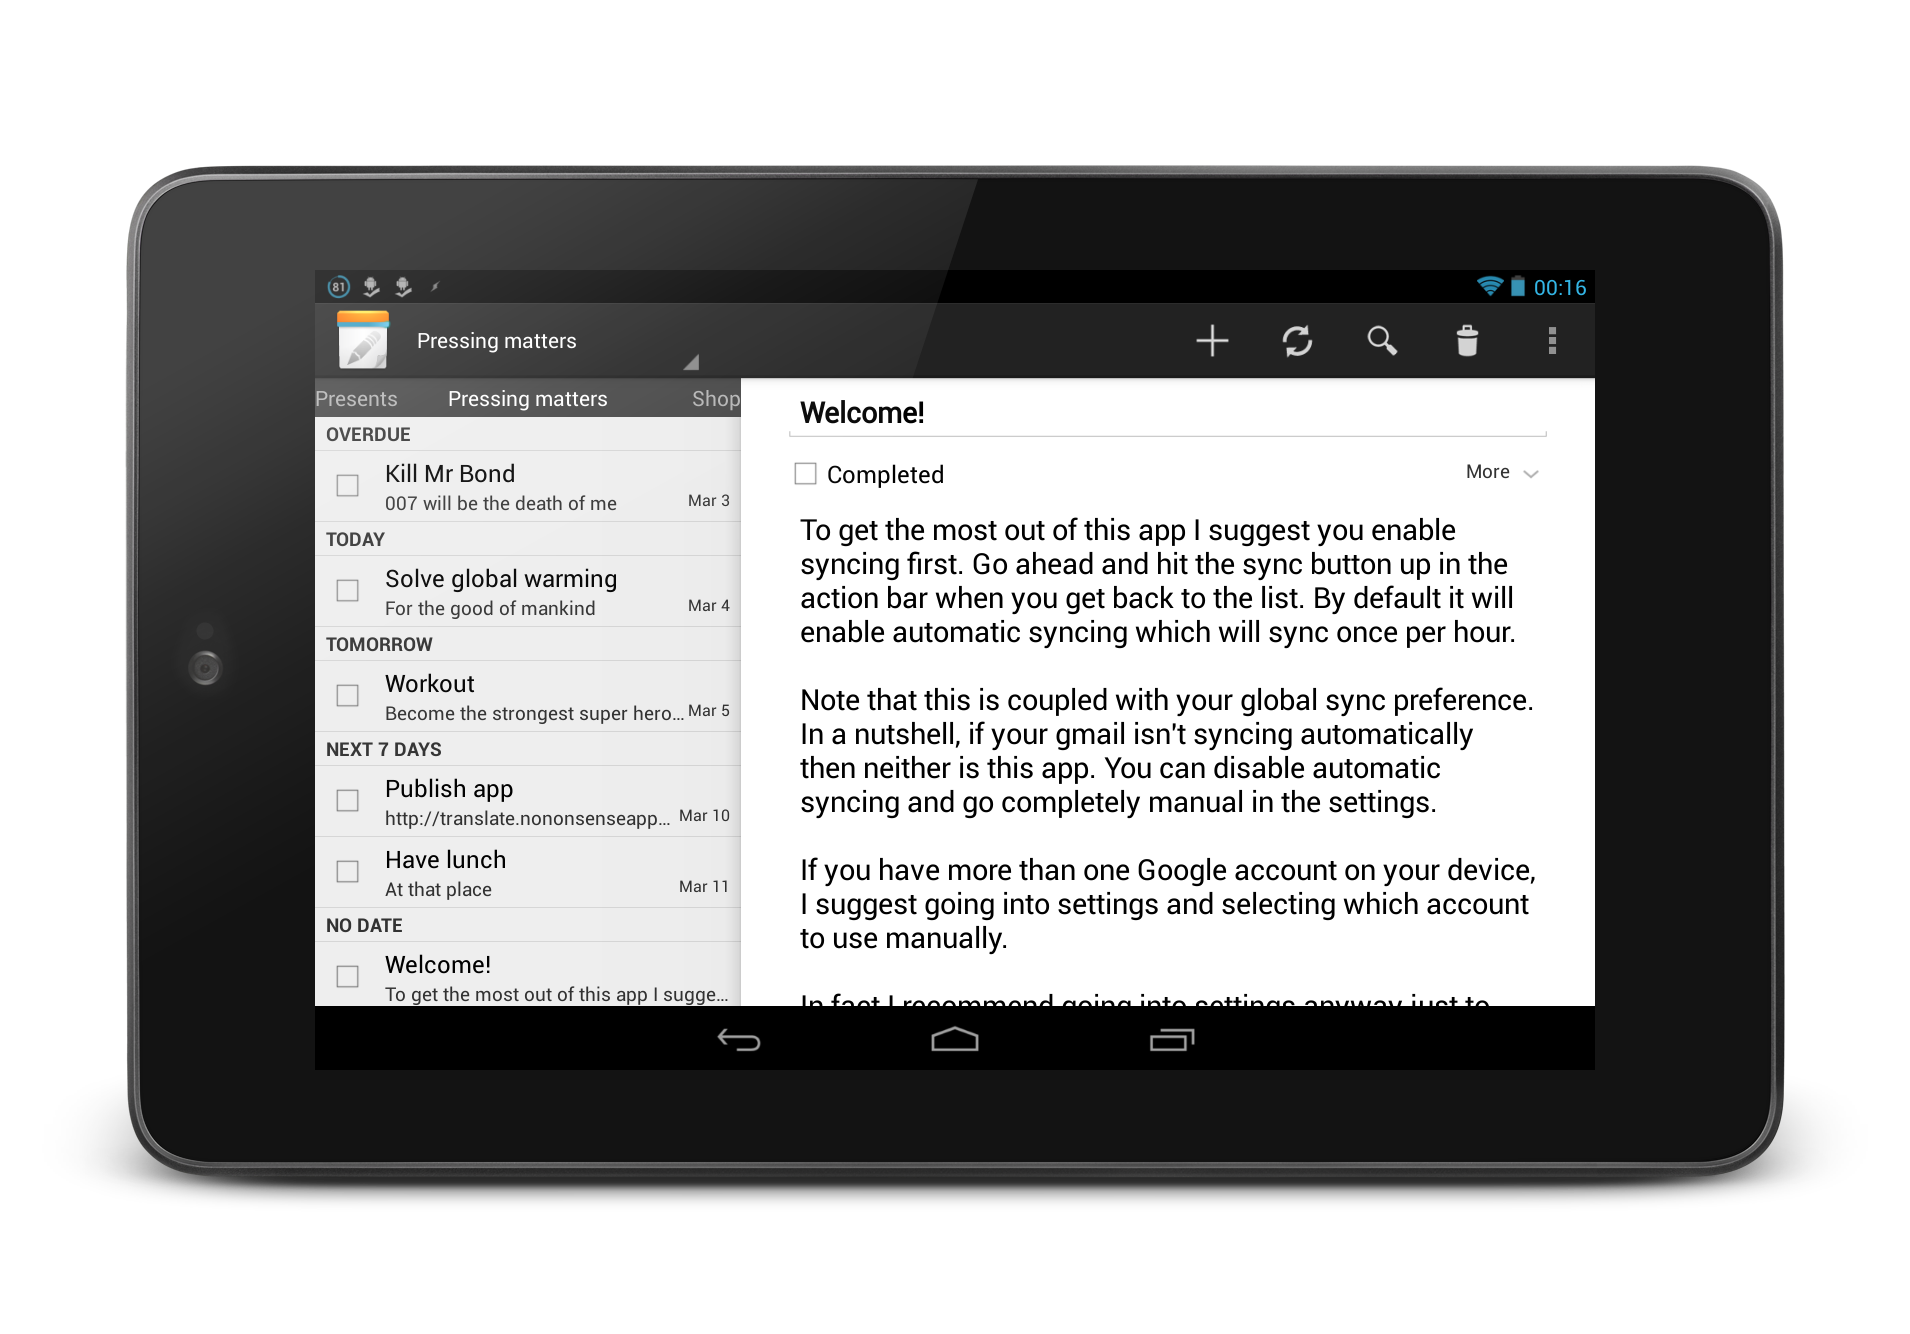 81
00:16
Pressing matters
Presents Pressing matters Shop
OVERDUE
Kill Mr Bond
007 will be the death of me Mar 3
TODAY
Solve global warming
For the good of mankind Mar 4
TOMORROW
Workout
Become the strongest super hero... Mar 5
NEXT 7 DAYS
Publish app
http://translate.nononsenseapp... Mar 10
Have lunch
At that place Mar 11
NO DATE
Welcome!
To get the most out of this app I sugge...
Welcome!
Completed More
To get the most out of this app I suggest you enable
syncing first. Go ahead and hit the sync button up in the
action bar when you get back to the list. By default it will
enable automatic syncing which will sync once per hour.
Note that this is coupled with your global sync preference.
In a nutshell, if your gmail isn't syncing automatically
then neither is this app. You can disable automatic
syncing and go completely manual in the settings.
If you have more than one Google account on your device,
I suggest going into settings and selecting which account
to use manually.
In fact I recommend going into settings anyway just to